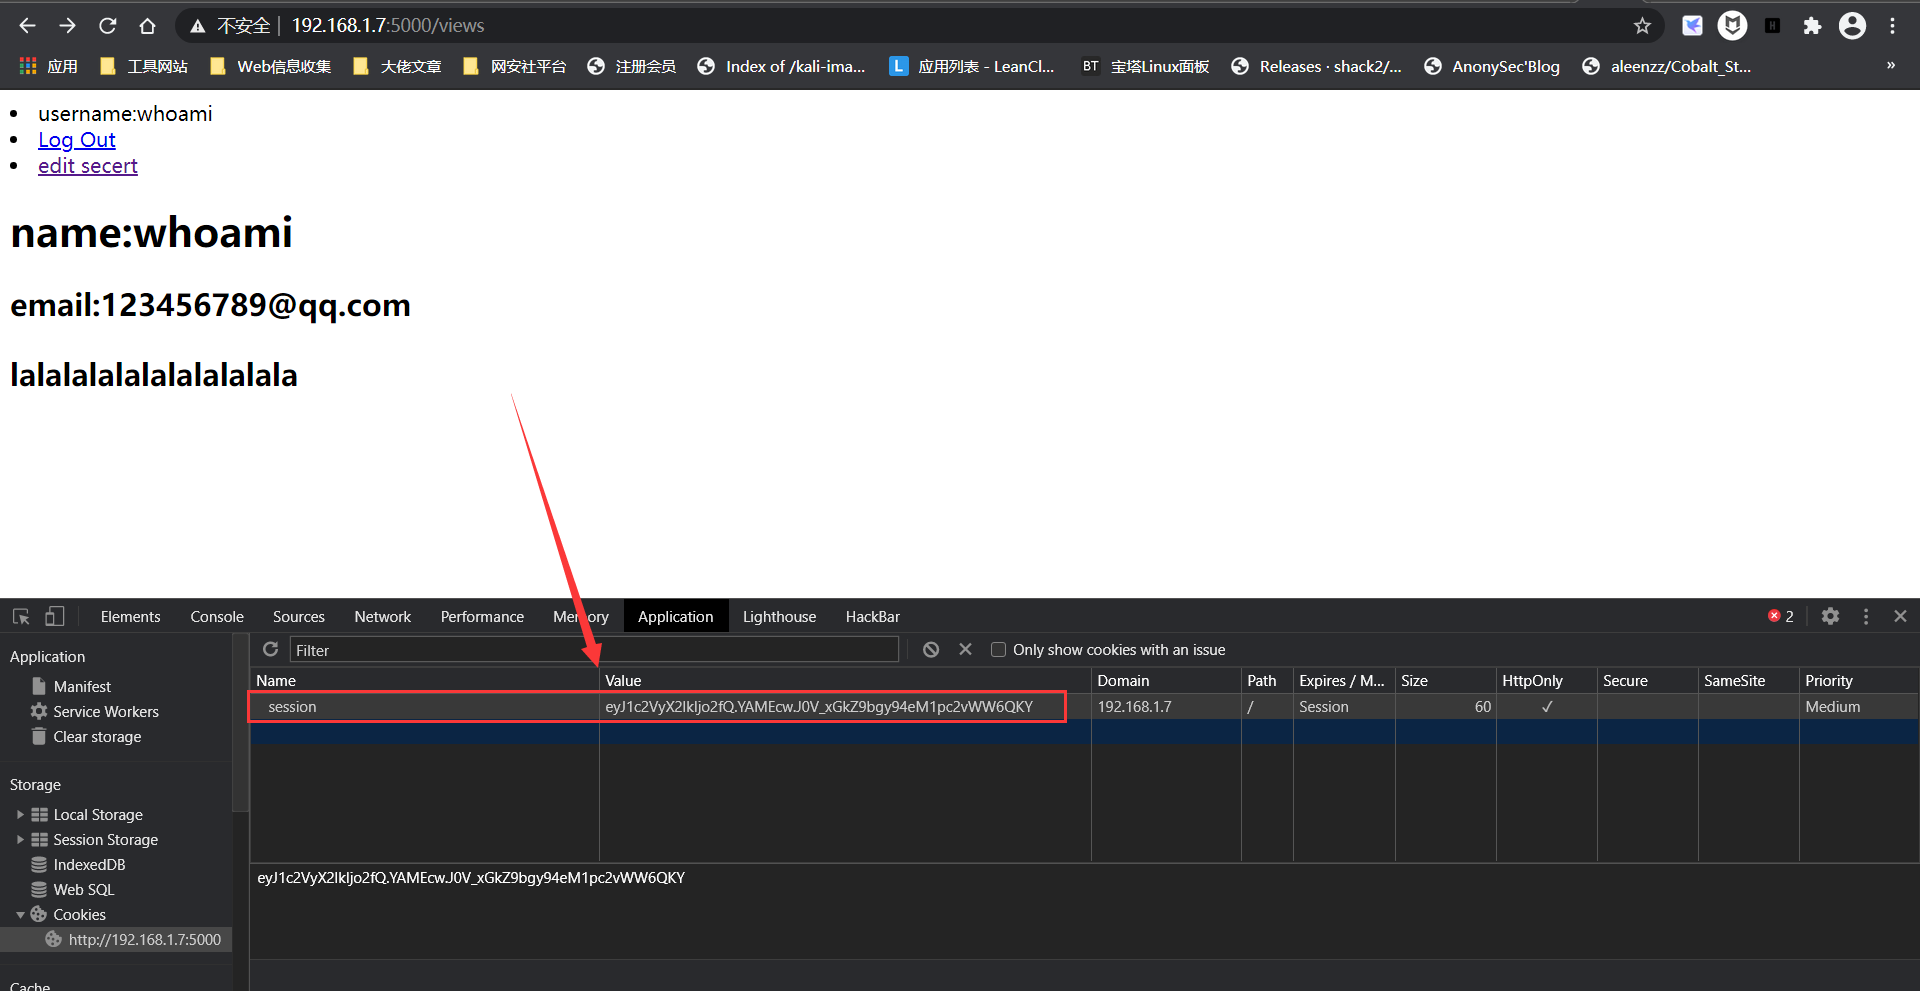 不安全 | 192.168.1.7:5000/views
应用 工具网站 Web信息收集 大佬文章 网安社平台 注册会员 Index of /kali-ima... L 应用列表 - LeanCl... BT 宝塔Linux面板 Releases · shack2/... AnonySec'Blog aleenzz/Cobalt_St... »
• username:whoami
• Log Out
• edit secert
name:whoami
email:123456789@qq.com
lalalalalalalalalalala
Elements Console Sources Network Performance Memory Application Lighthouse HackBar 2
Filter Only show cookies with an issue
Application
Manifest
Service Workers
Clear storage
Storage
Local Storage
Session Storage
IndexedDB
Web SQL
Cookies
http://192.168.1.7:5000
Cache
Name Value Domain Path Expires / M... Size HttpOnly Secure SameSite Priority
session eyJ1c2VyX2lkIjo2fQ.YAMEcw.J0V_xGkZ9bgy94eM1pc2vWW6QKY 192.168.1.7 / Session 60 ✓ Medium
eyJ1c2VyX2lkIjo2fQ.YAMEcw.J0V_xGkZ9bgy94eM1pc2vWW6QKY